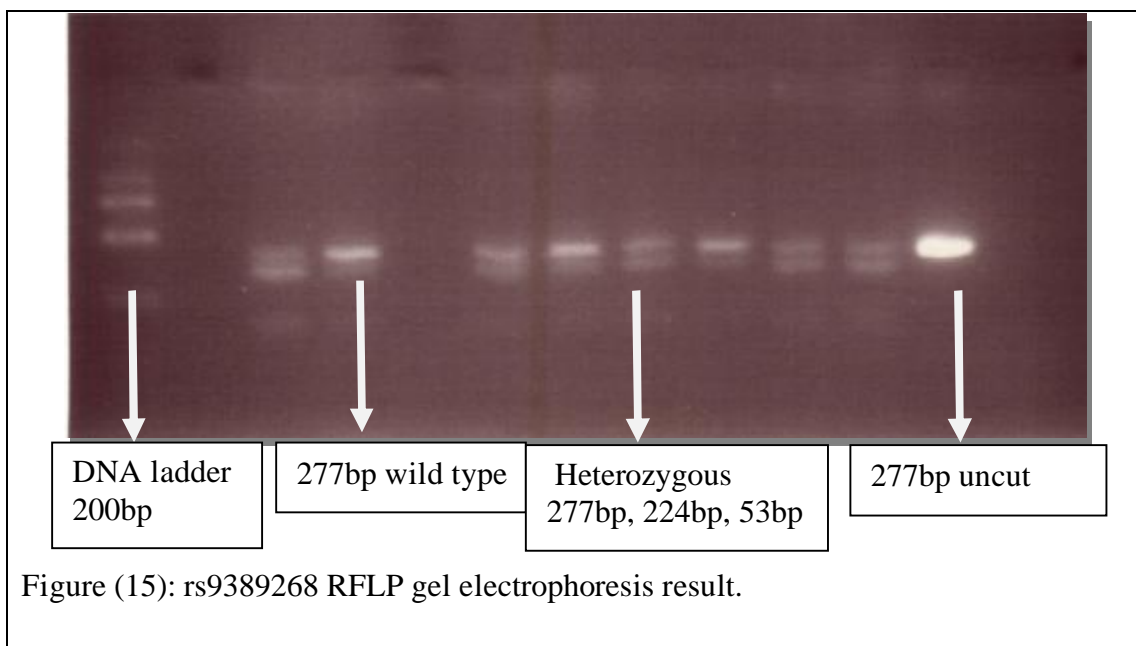 DNA ladder
200bp
277bp wild type
Heterozygous
277bp, 224bp, 53bp
277bp uncut
Figure (15): rs9389268 RFLP gel electrophoresis result.